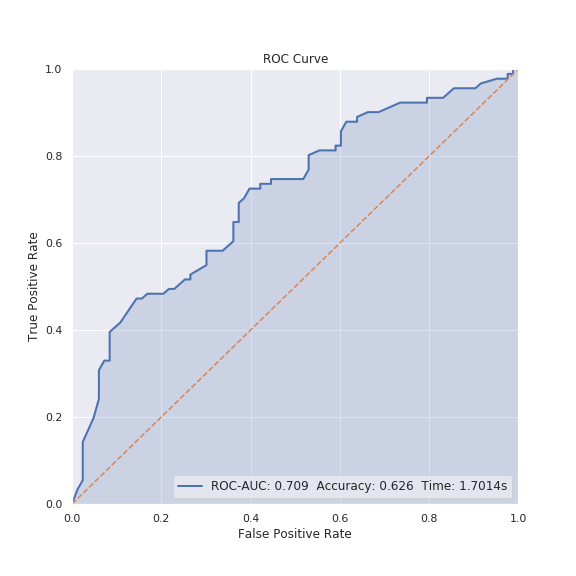 ROC Curve
1.0
0.8
0.6
0.4
0.2
0.0
True Positive Rate
ROC-AUC: 0.709  Accuracy: 0.626  Time: 1.7014s
0.0 0.2 0.4 0.6 0.8 1.0
False Positive Rate